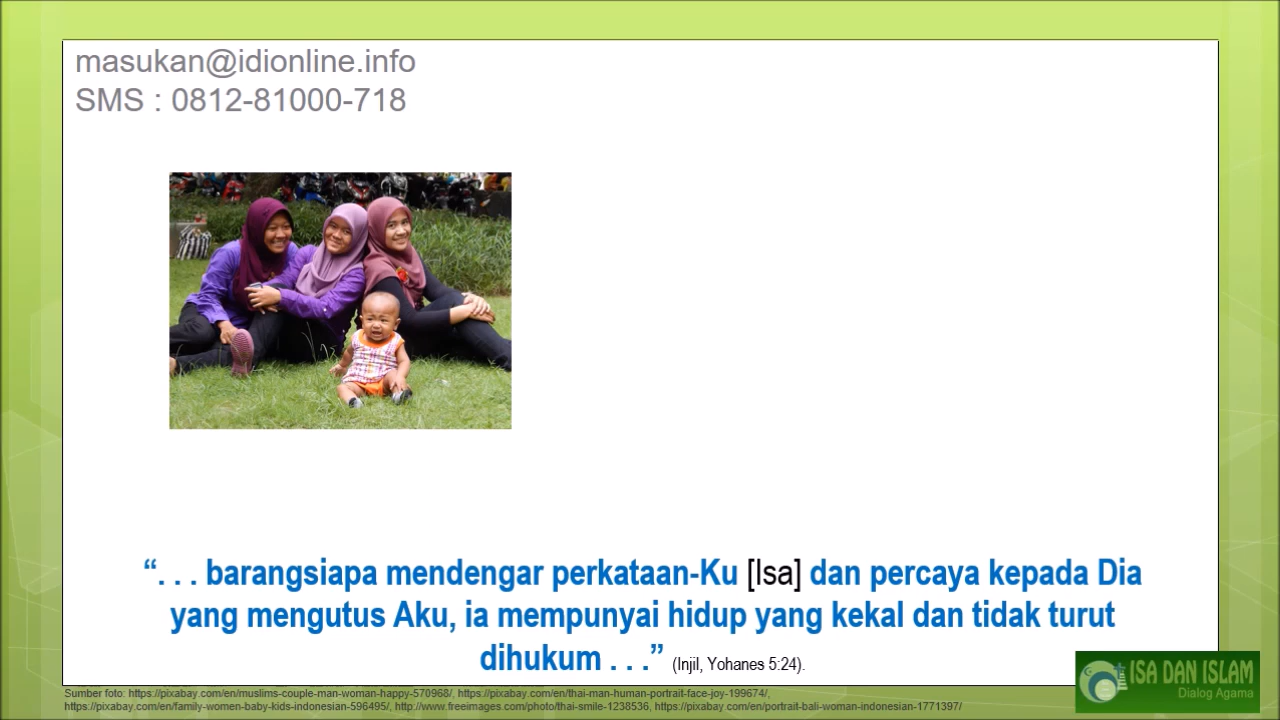 masukan@idionline.info
SMS : 0812-81000-718
“. . . barangsiapa mendengar perkataan-Ku [Isa] dan percaya kepada Dia
yang mengutus Aku, ia mempunyai hidup yang kekal dan tidak turut
dihukum . . .” (Injil, Yohanes 5:24).
ISA DAN ISLAM
Dialog Agama
Sumber foto: https://pixabay.com/en/muslims-couple-man-woman-happy-570968/, https://pixabay.com/en/thai-man-human-portrait-face-joy-199674/,
https://pixabay.com/en/family-women-baby-kids-indonesian-596495/, http://www.freeimages.com/photo/thai-smile-1238536, https://pixabay.com/en/portrait-bali-woman-indonesian-1771397/